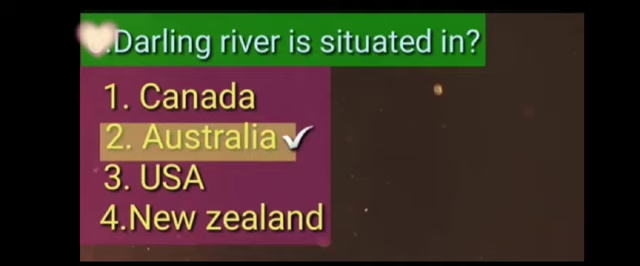 .Darling river is situated in?
1. Canada
2. Australia
3. USA
4.New zealand